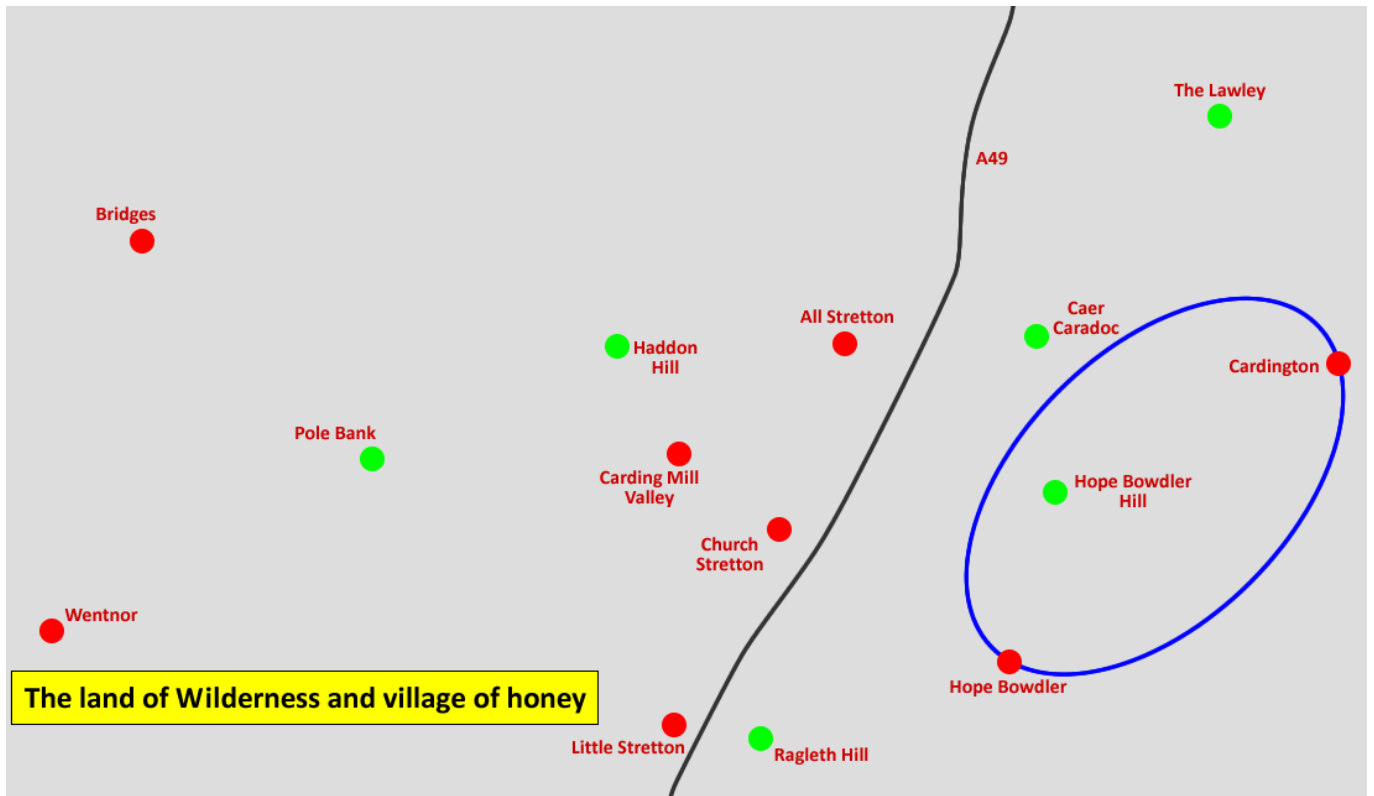 The Lawley
A49
Bridges
Caer
Caradoc
All Stretton
Haddon
Hill
Cardington
Pole Bank
Carding Mill
Valley
Hope Bowdler
Hill
Church
Stretton
Wentnor
Hope Bowdler
The land of Wilderness and village of honey
Little Stretton
Ragleth Hill